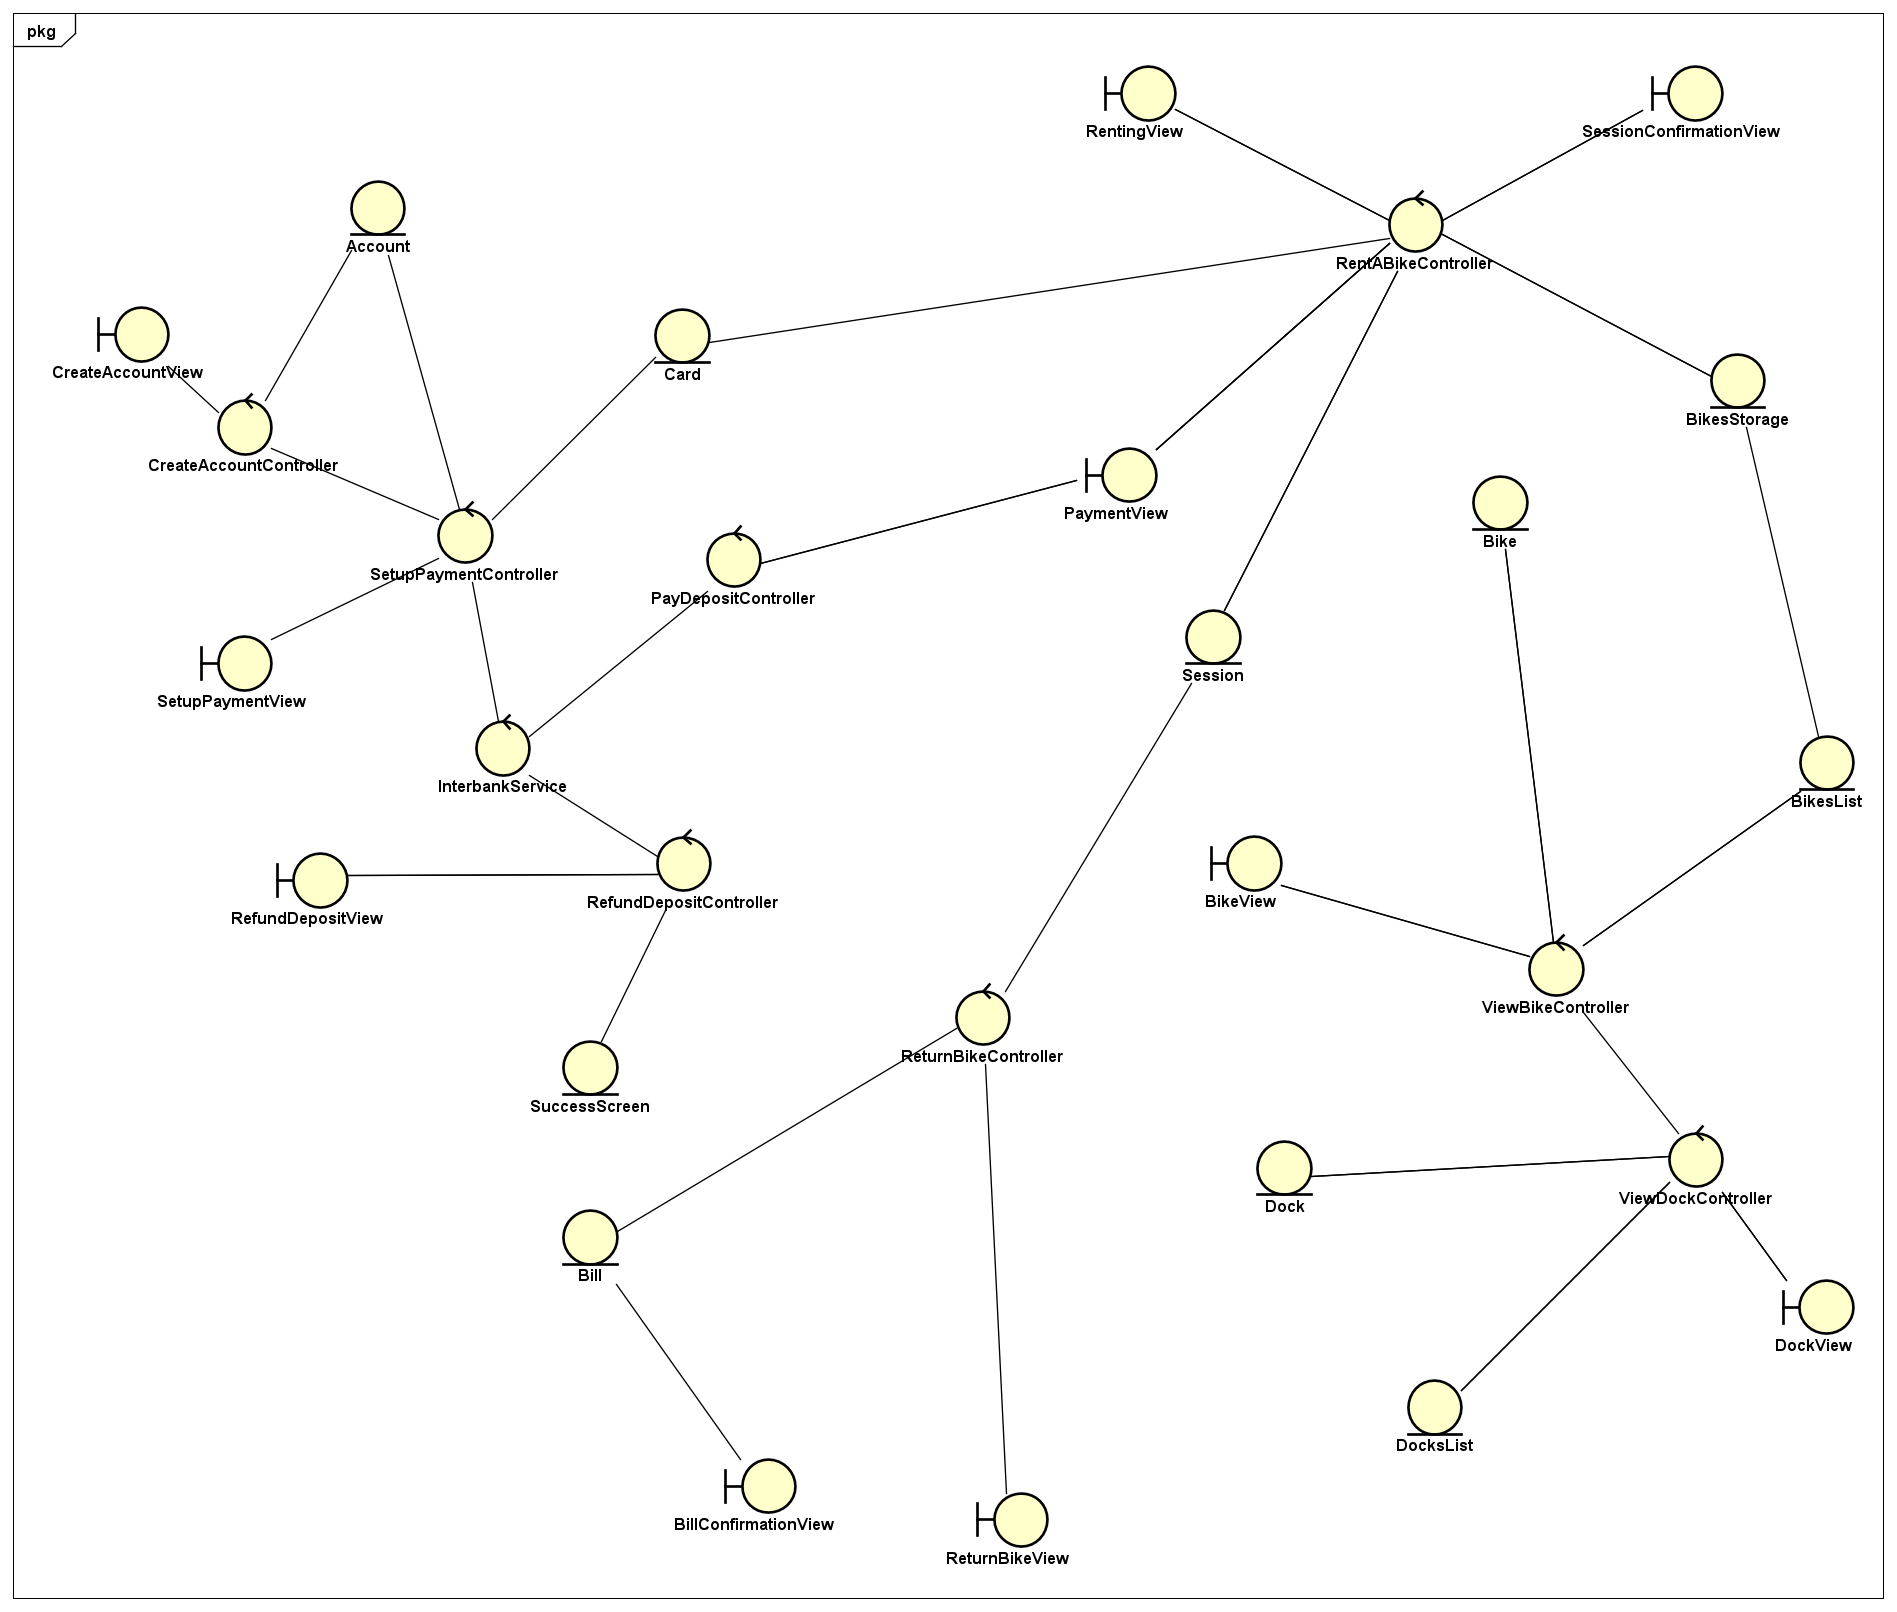 pkg
RentingView
SessionConfirmationView
Account
RentABikeController
CreateAccountView
Card
BikesStorage
CreateAccountController
PaymentView
Bike
SetupPaymentController
PayDepositController
Session
SetupPaymentView
InterbankService
BikesList
RefundDepositView
RefundDepositController
BikeView
ViewBikeController
ReturnBikeController
SuccessScreen
Dock
ViewDockController
Bill
DockView
DocksList
BillConfirmationView
ReturnBikeView